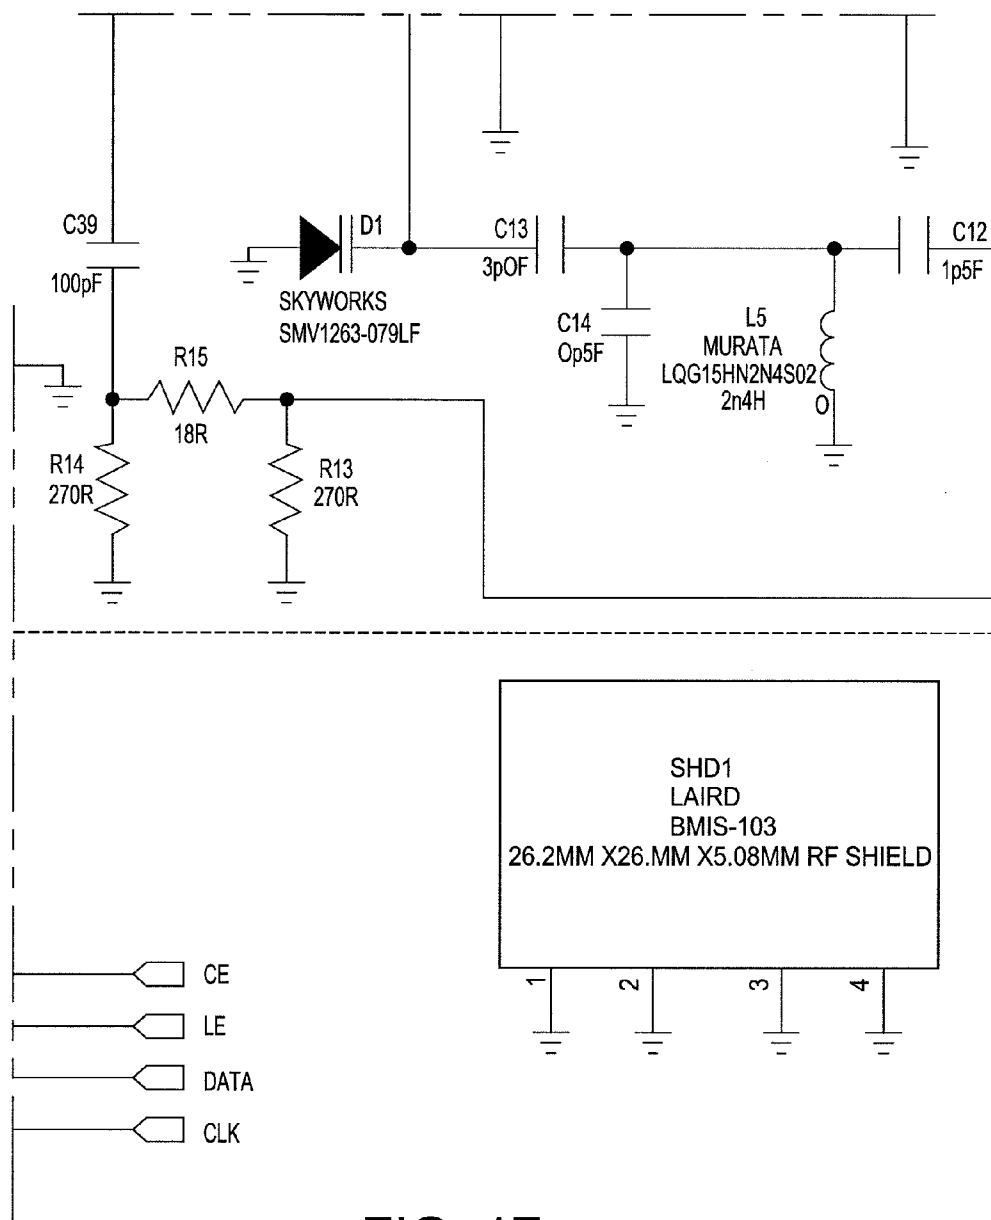 C39
100pF
D1
SKYWORKS
SMV1263-079LF
C13
3pOF
C12
1p5F
C14
Op5F
L5
MURATA
LQG15HN2N4S02
2n4H
O
R15
18R
R14
270R
R13
270R
SHD1
LAIRD
BMIS-103
26.2MM X26.MM X5.08MM RF SHIELD
1 2 3 4
CE
LE
DATA
CLK